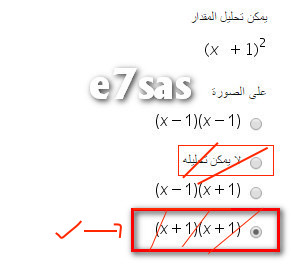 يمكن تحليل المقدار
(x + 1)²
e7sas
على الصورة
(x − 1)(x − 1)
لا يمكن تحليله
(x − 1)(x + 1)
(x + 1)(x + 1)